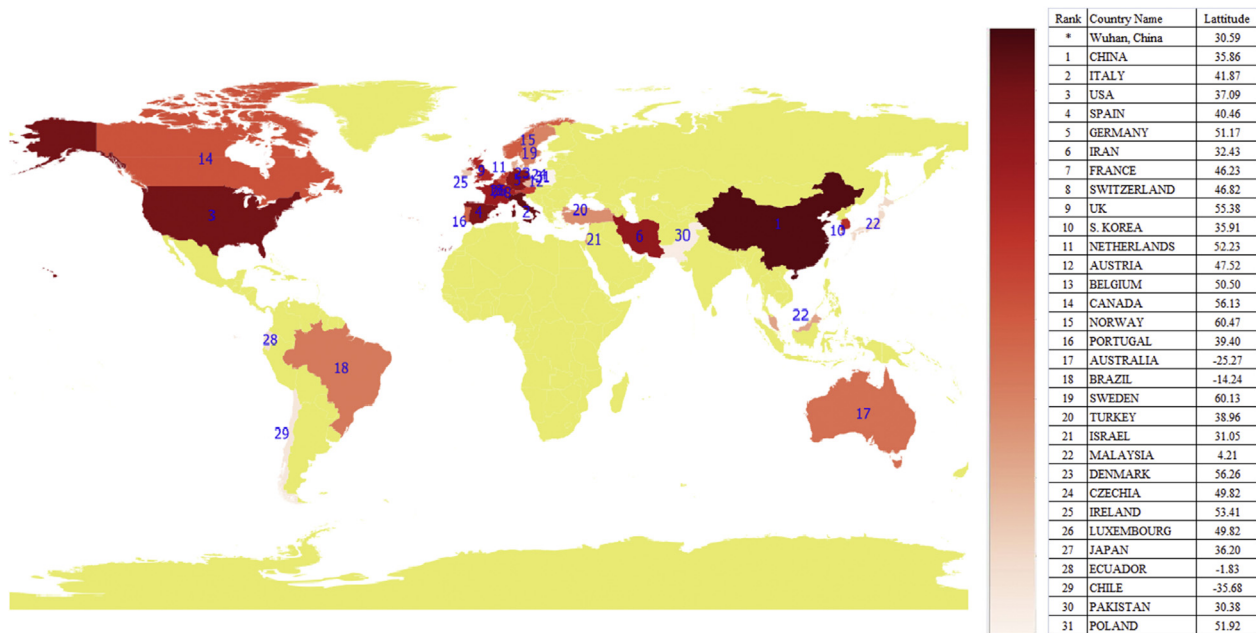 14
3
28
18
29
15
19
11
9
25
12
31
4
2
16
20
21
6
30
1
10
22
22
17
Rank Country Name Lattitude
* Wuhan, China 30.59
1 CHINA 35.86
2 ITALY 41.87
3 USA 37.09
4 SPAIN 40.46
5 GERMANY 51.17
6 IRAN 32.43
7 FRANCE 46.23
8 SWITZERLAND 46.82
9 UK 55.38
10 S. KOREA 35.91
11 NETHERLANDS 52.23
12 AUSTRIA 47.52
13 BELGIUM 50.50
14 CANADA 56.13
15 NORWAY 60.47
16 PORTUGAL 39.40
17 AUSTRALIA -25.27
18 BRAZIL -14.24
19 SWEDEN 60.13
20 TURKEY 38.96
21 ISRAEL 31.05
22 MALAYSIA 4.21
23 DENMARK 56.26
24 CZECHIA 49.82
25 IRELAND 53.41
26 LUXEMBOURG 49.82
27 JAPAN 36.20
28 ECUADOR -1.83
29 CHILE -35.68
30 PAKISTAN 30.38
31 POLAND 51.92